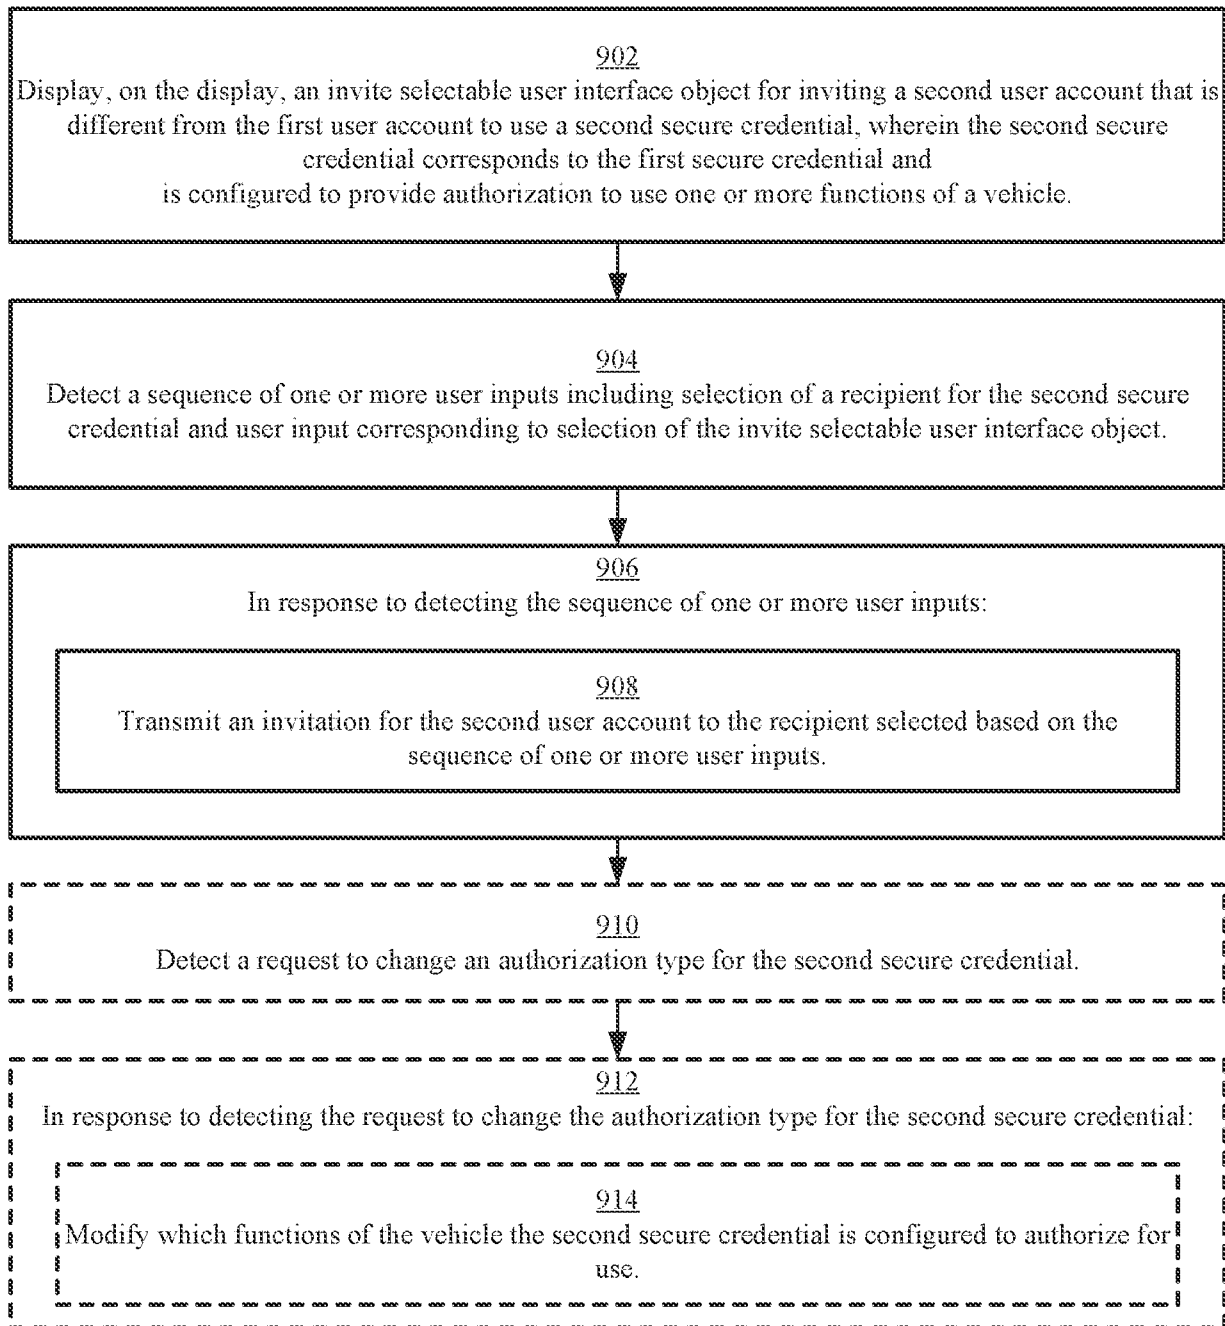 902
Display, on the display, an invite selectable user interface object for inviting a second user account that is
different from the first user account to use a second secure credential, wherein the second secure
credential corresponds to the first secure credential and
is configured to provide authorization to use one or more functions of a vehicle.
904
Detect a sequence of one or more user inputs including selection of a recipient for the second secure
credential and user input corresponding to selection of the invite selectable user interface object.
906
In response to detecting the sequence of one or more user inputs:
908
Transmit an invitation for the second user account to the recipient selected based on the
sequence of one or more user inputs.
910
Detect a request to change an authorization type for the second secure credential.
912
In response to detecting the request to change the authorization type for the second secure credential:
914
Modify which functions of the vehicle the second secure credential is configured to authorize for
use.